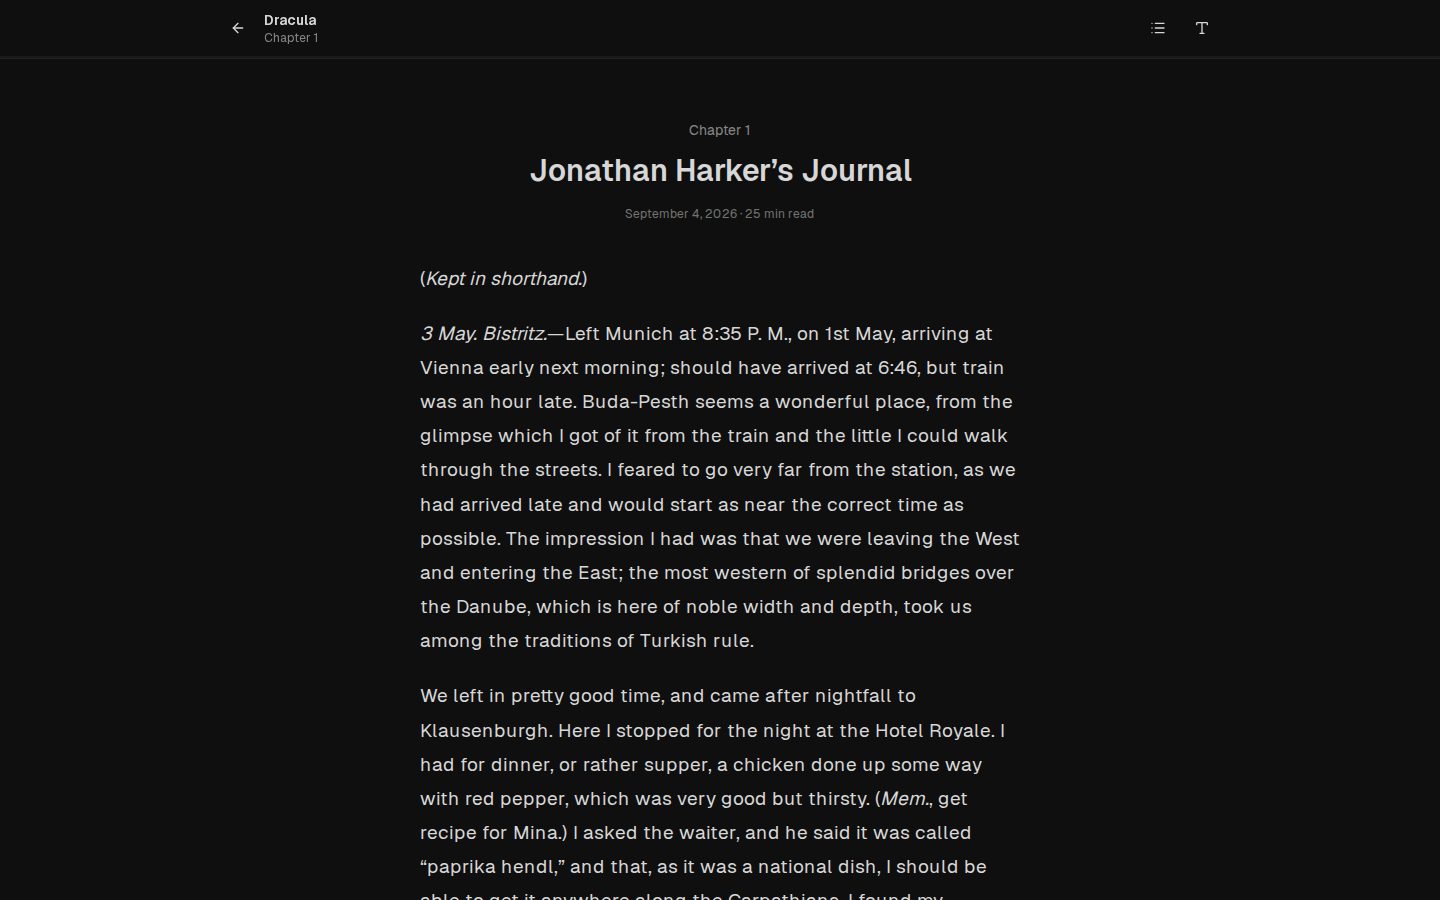 Dracula
Chapter 1
Chapter 1
Jonathan Harker’s Journal
September 4, 2026 · 25 min read
(Kept in shorthand.)
3 May. Bistritz.—Left Munich at 8:35 P. M., on 1st May, arriving at
Vienna early next morning; should have arrived at 6:46, but train
was an hour late. Buda-Pesth seems a wonderful place, from the
glimpse which I got of it from the train and the little I could walk
through the streets. I feared to go very far from the station, as we
had arrived late and would start as near the correct time as
possible. The impression I had was that we were leaving the West
and entering the East; the most western of splendid bridges over
the Danube, which is here of noble width and depth, took us
among the traditions of Turkish rule.
We left in pretty good time, and came after nightfall to
Klausenburgh. Here I stopped for the night at the Hotel Royale. I
had for dinner, or rather supper, a chicken done up some way
with red pepper, which was very good but thirsty. (Mem., get
recipe for Mina.) I asked the waiter, and he said it was called
“paprika hendl,” and that, as it was a national dish, I should be
able to get it anywhere along the Carpathians. I found my